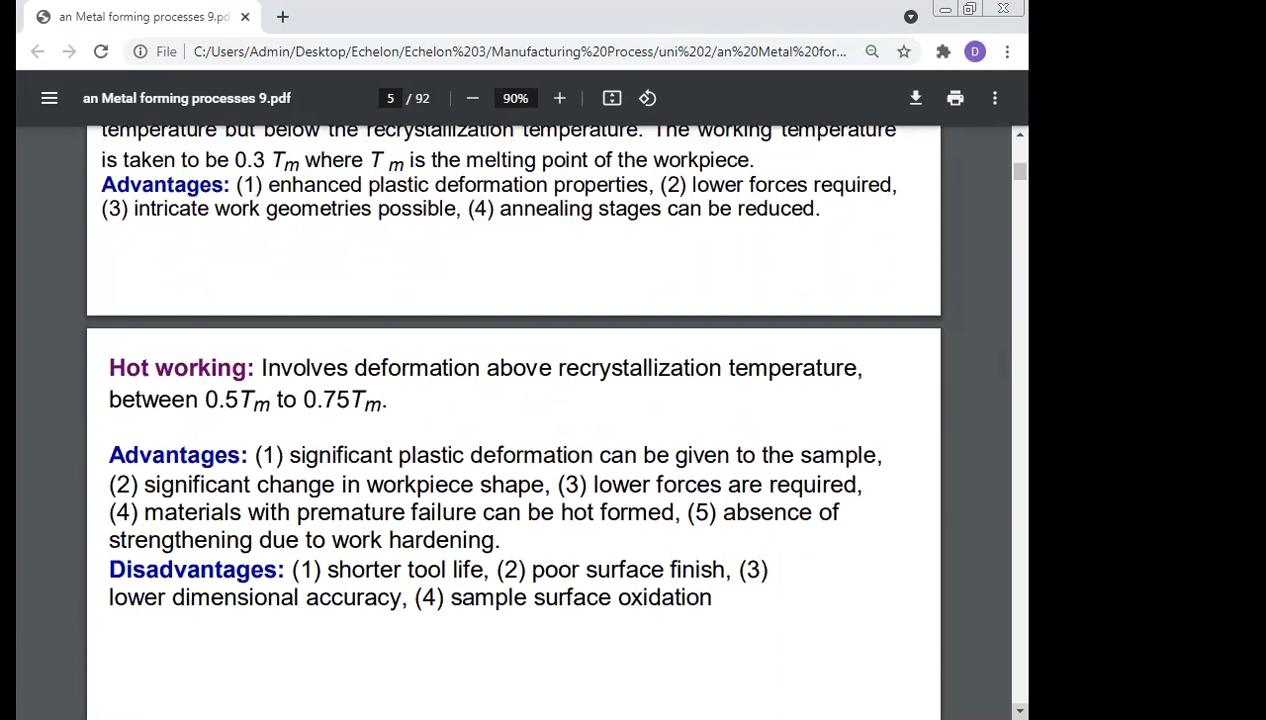 an Metal forming processes 9.pd
File
C:/Users/Admin/Desktop/Echelon/Echelon%203/Manufacturing%20Process/uni%202/an%20Metal%20for...
D
an Metal forming processes 9.pdf
5 / 92
90%
temperature but below the recrystallization temperature. The working temperature
is taken to be 0.3 Tm where T m is the melting point of the workpiece.
Advantages: (1) enhanced plastic deformation properties, (2) lower forces required,
(3) intricate work geometries possible, (4) annealing stages can be reduced.
Hot working: Involves deformation above recrystallization temperature,
between 0.5Tm to 0.75Tm.
Advantages: (1) significant plastic deformation can be given to the sample,
(2) significant change in workpiece shape, (3) lower forces are required,
(4) materials with premature failure can be hot formed, (5) absence of
strengthening due to work hardening.
Disadvantages: (1) shorter tool life, (2) poor surface finish, (3)
lower dimensional accuracy, (4) sample surface oxidation